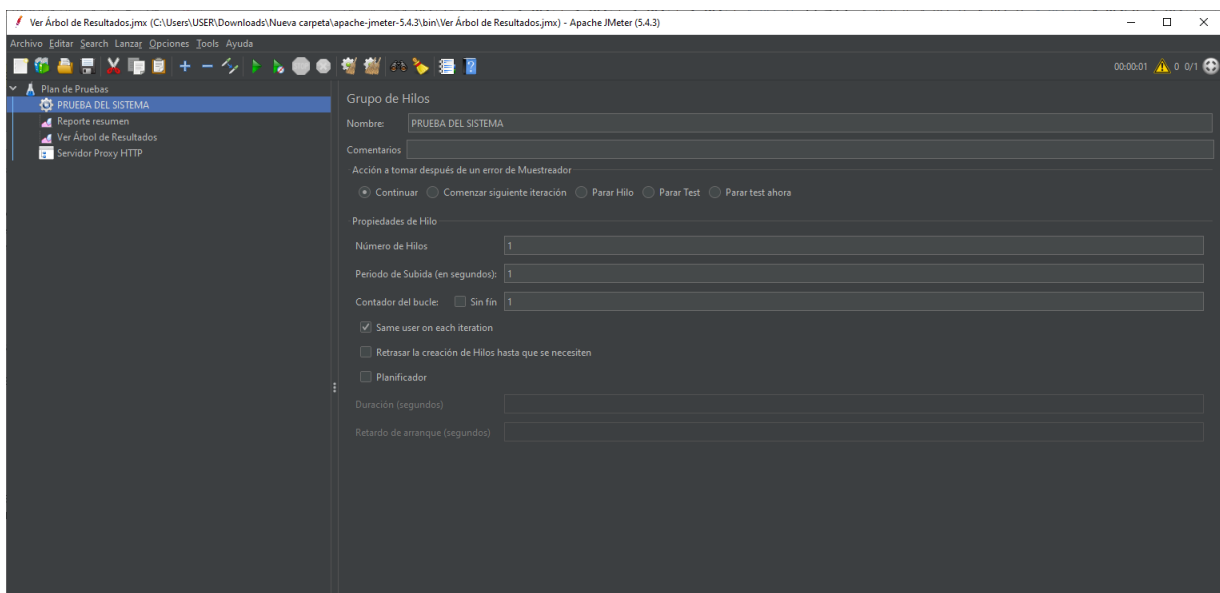 Ver Árbol de Resultados.jmx (C:\Users\USER\Downloads\Nueva carpeta\apache-jmeter-5.4.3\bin\Ver Árbol de Resultados.jmx) - Apache JMeter (5.4.3)
Archivo Editar Search Lanzar Opciones Tools Ayuda
00:00:01 0 0/1
Plan de Pruebas
PRUEBA DEL SISTEMA
Reporte resumen
Ver Árbol de Resultados
Servidor Proxy HTTP
Grupo de Hilos
Nombre: PRUEBA DEL SISTEMA
Comentarios
Acción a tomar después de un error de Muestreador
Continuar Comenzar siguiente iteración Parar Hilo Parar Test Parar test ahora
Propiedades de Hilo
Número de Hilos 1
Periodo de Subida (en segundos): 1
Contador del bucle: Sin fín 1
Same user on each iteration
Retrasar la creación de Hilos hasta que se necesiten
Planificador
Duración (segundos)
Retardo de arranque (segundos)